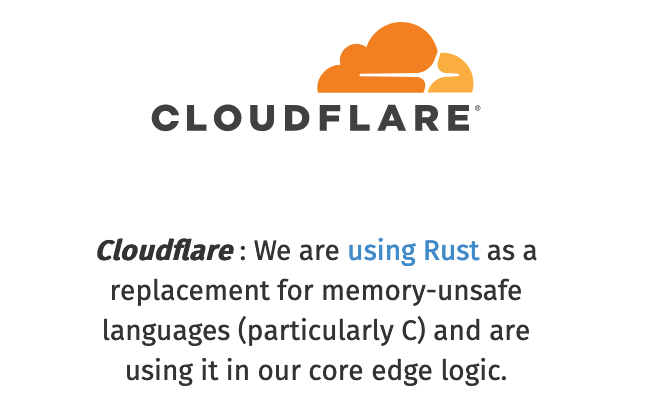 CLOUDFLARE®
Cloudflare : We are using Rust as a
replacement for memory-unsafe
languages (particularly C) and are
using it in our core edge logic.